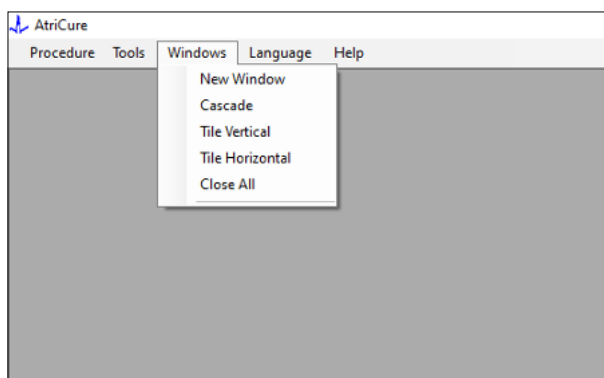 AtriCure
Procedure Tools Windows Language Help
New Window
Cascade
Tile Vertical
Tile Horizontal
Close All